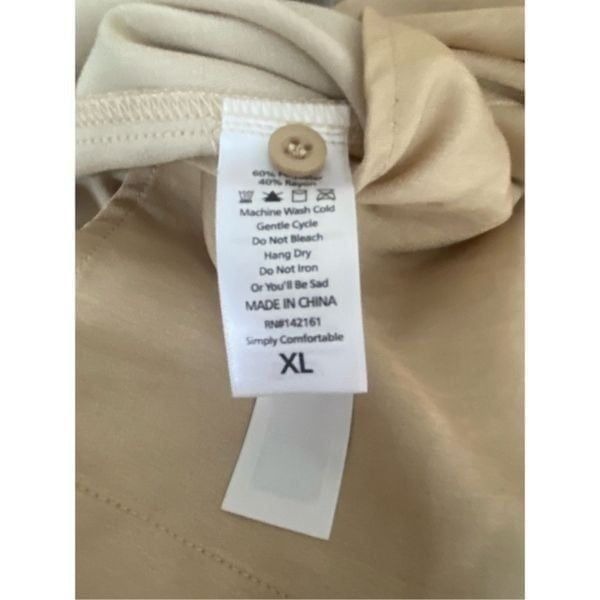 60% Polyester
40% Rayon
Machine Wash Cold
Gentle Cycle
Do Not Bleach
Hang Dry
Do Not Iron
Or You'll Be Sad
MADE IN CHINA
RN#142161
Simply Comfortable
XL